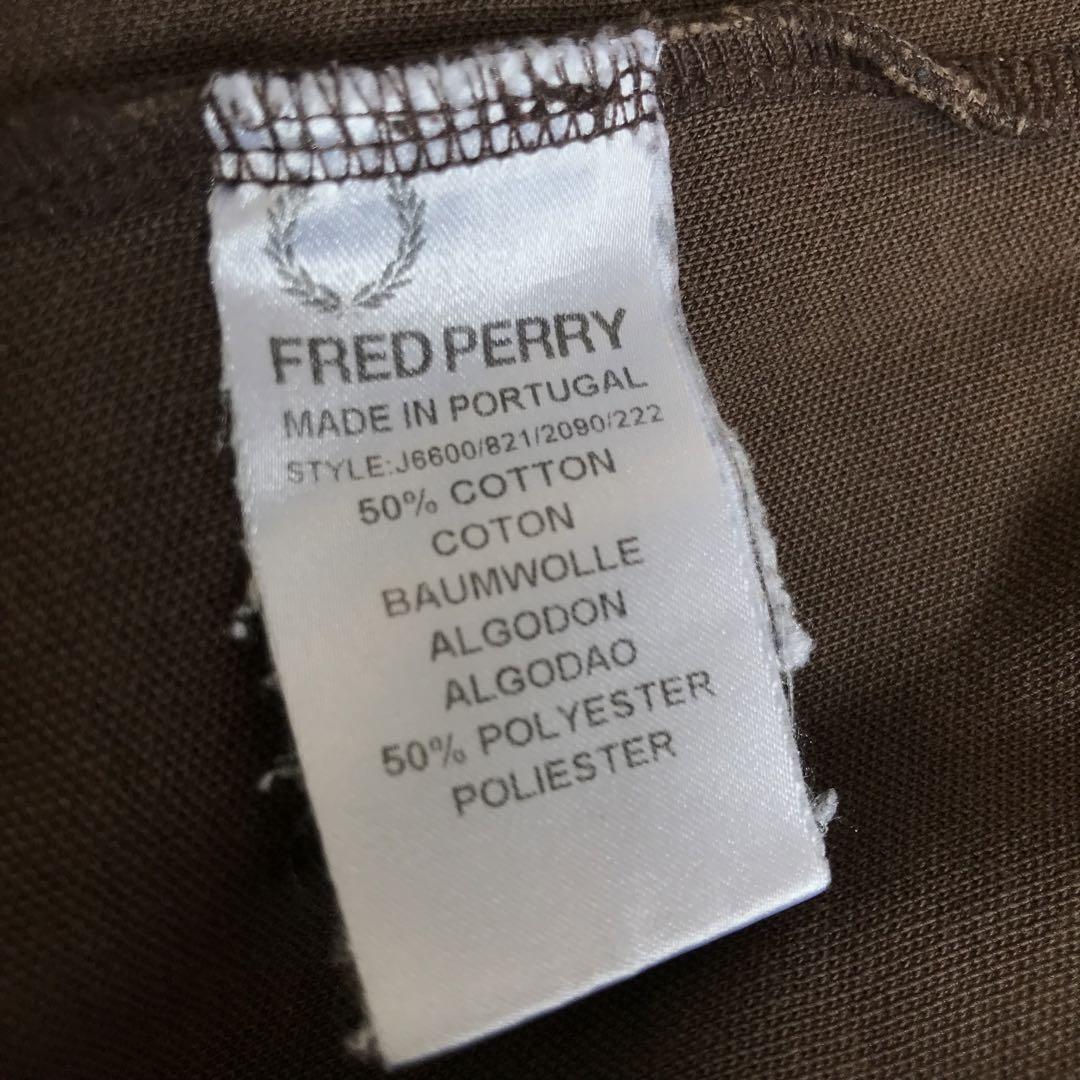 FRED PERRY
MADE IN PORTUGAL
STYLE:J6600/821/2090/222
50% COTTON
COTON
BAUMWOLLE
ALGODON
ALGODAO
50% POLYESTER
POLIESTER